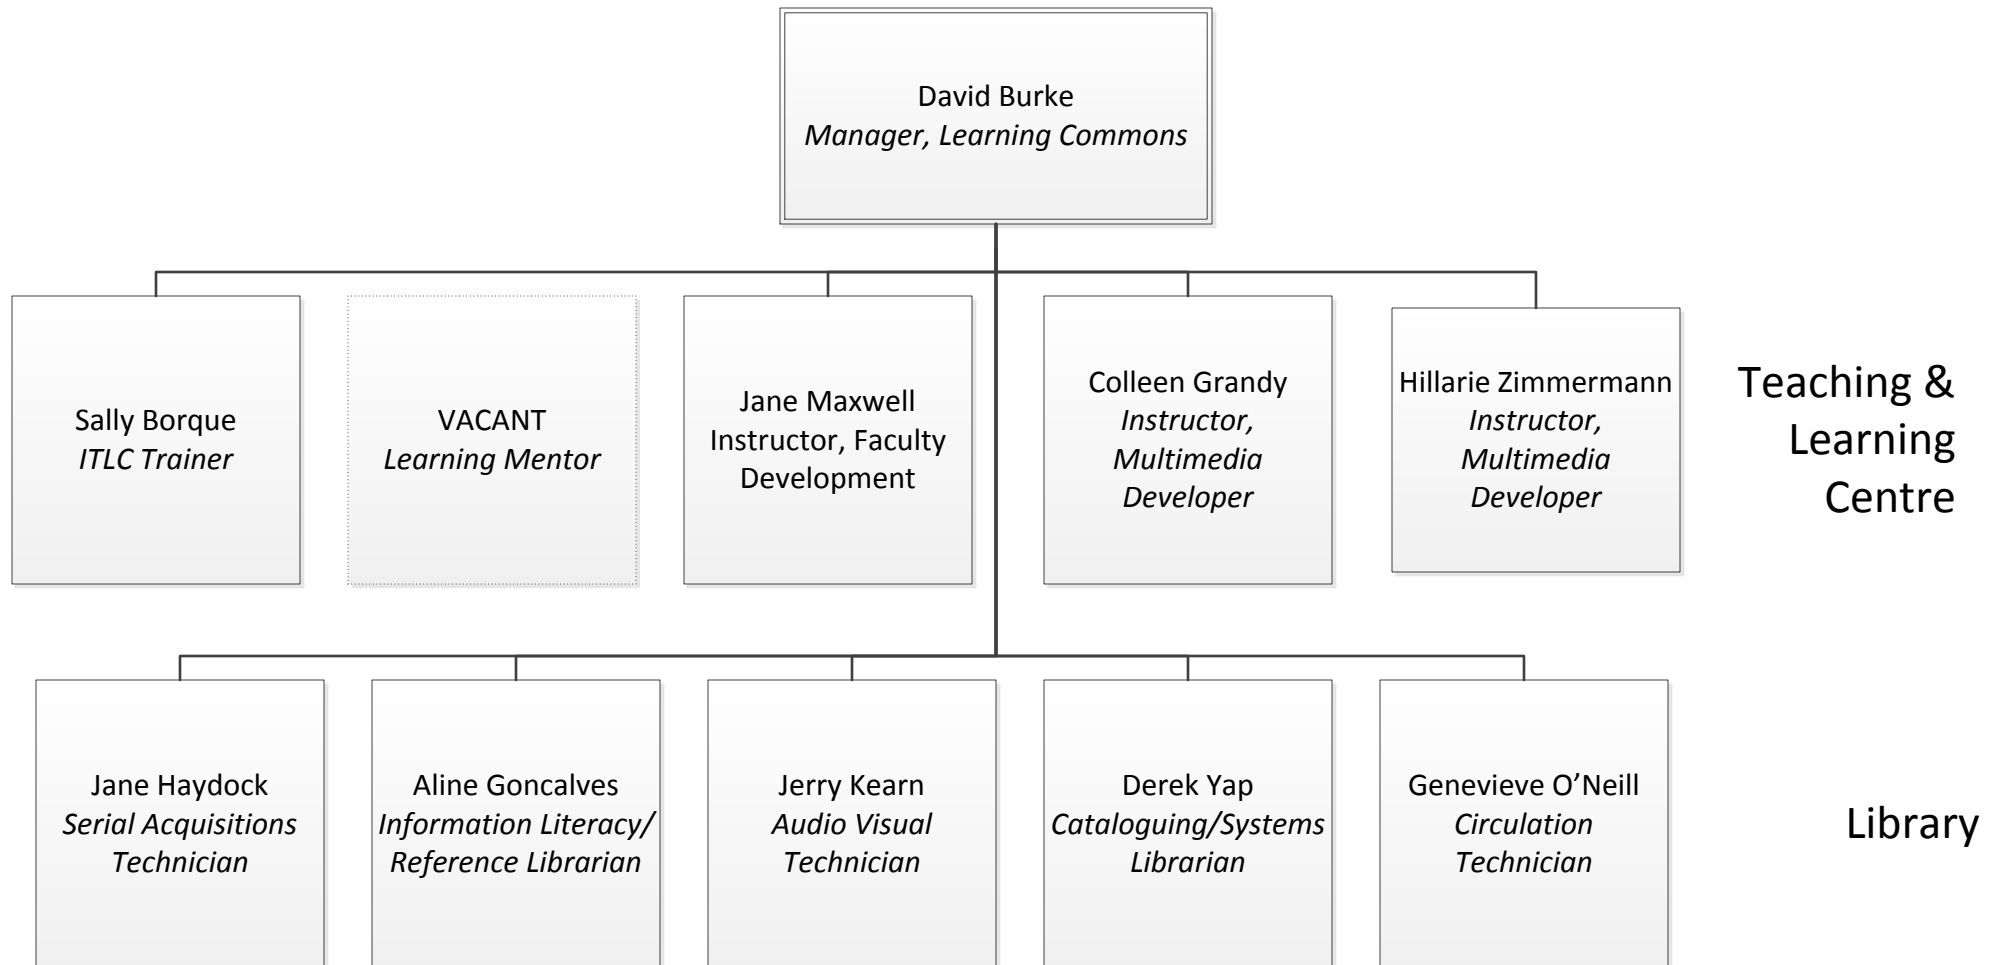 David Burke
Manager, Learning Commons
Sally Borque
ITLC Trainer
VACANT
Learning Mentor
Jane Maxwell
Instructor, Faculty
Development
Colleen Grandy
Instructor,
Multimedia
Developer
Hillarie Zimmermann
Instructor,
Multimedia
Developer
Teaching &
Learning
Centre
Jane Haydock
Serial Acquisitions
Technician
Aline Goncalves
Information Literacy/
Reference Librarian
Jerry Kearn
Audio Visual
Technician
Derek Yap
Cataloguing/Systems
Librarian
Genevieve O’Neill
Circulation
Technician
Library